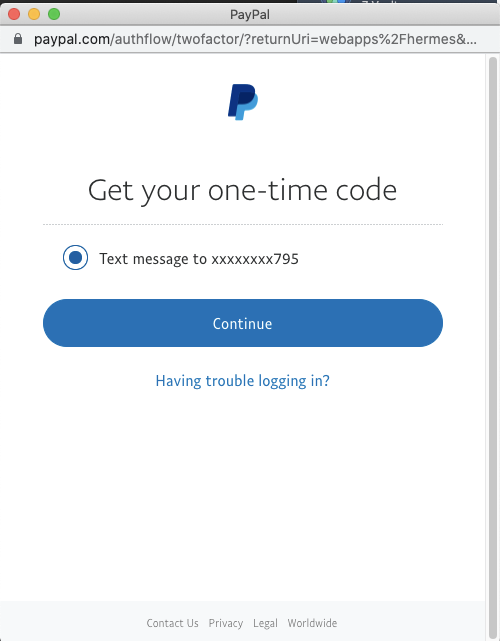 PayPal
paypal.com/authflow/twofactor/?returnUri=webapps%2Fhermes&...
Get your one-time code
Text message to xxxxxxxx795
Continue
Having trouble logging in?
Contact Us Privacy Legal Worldwide